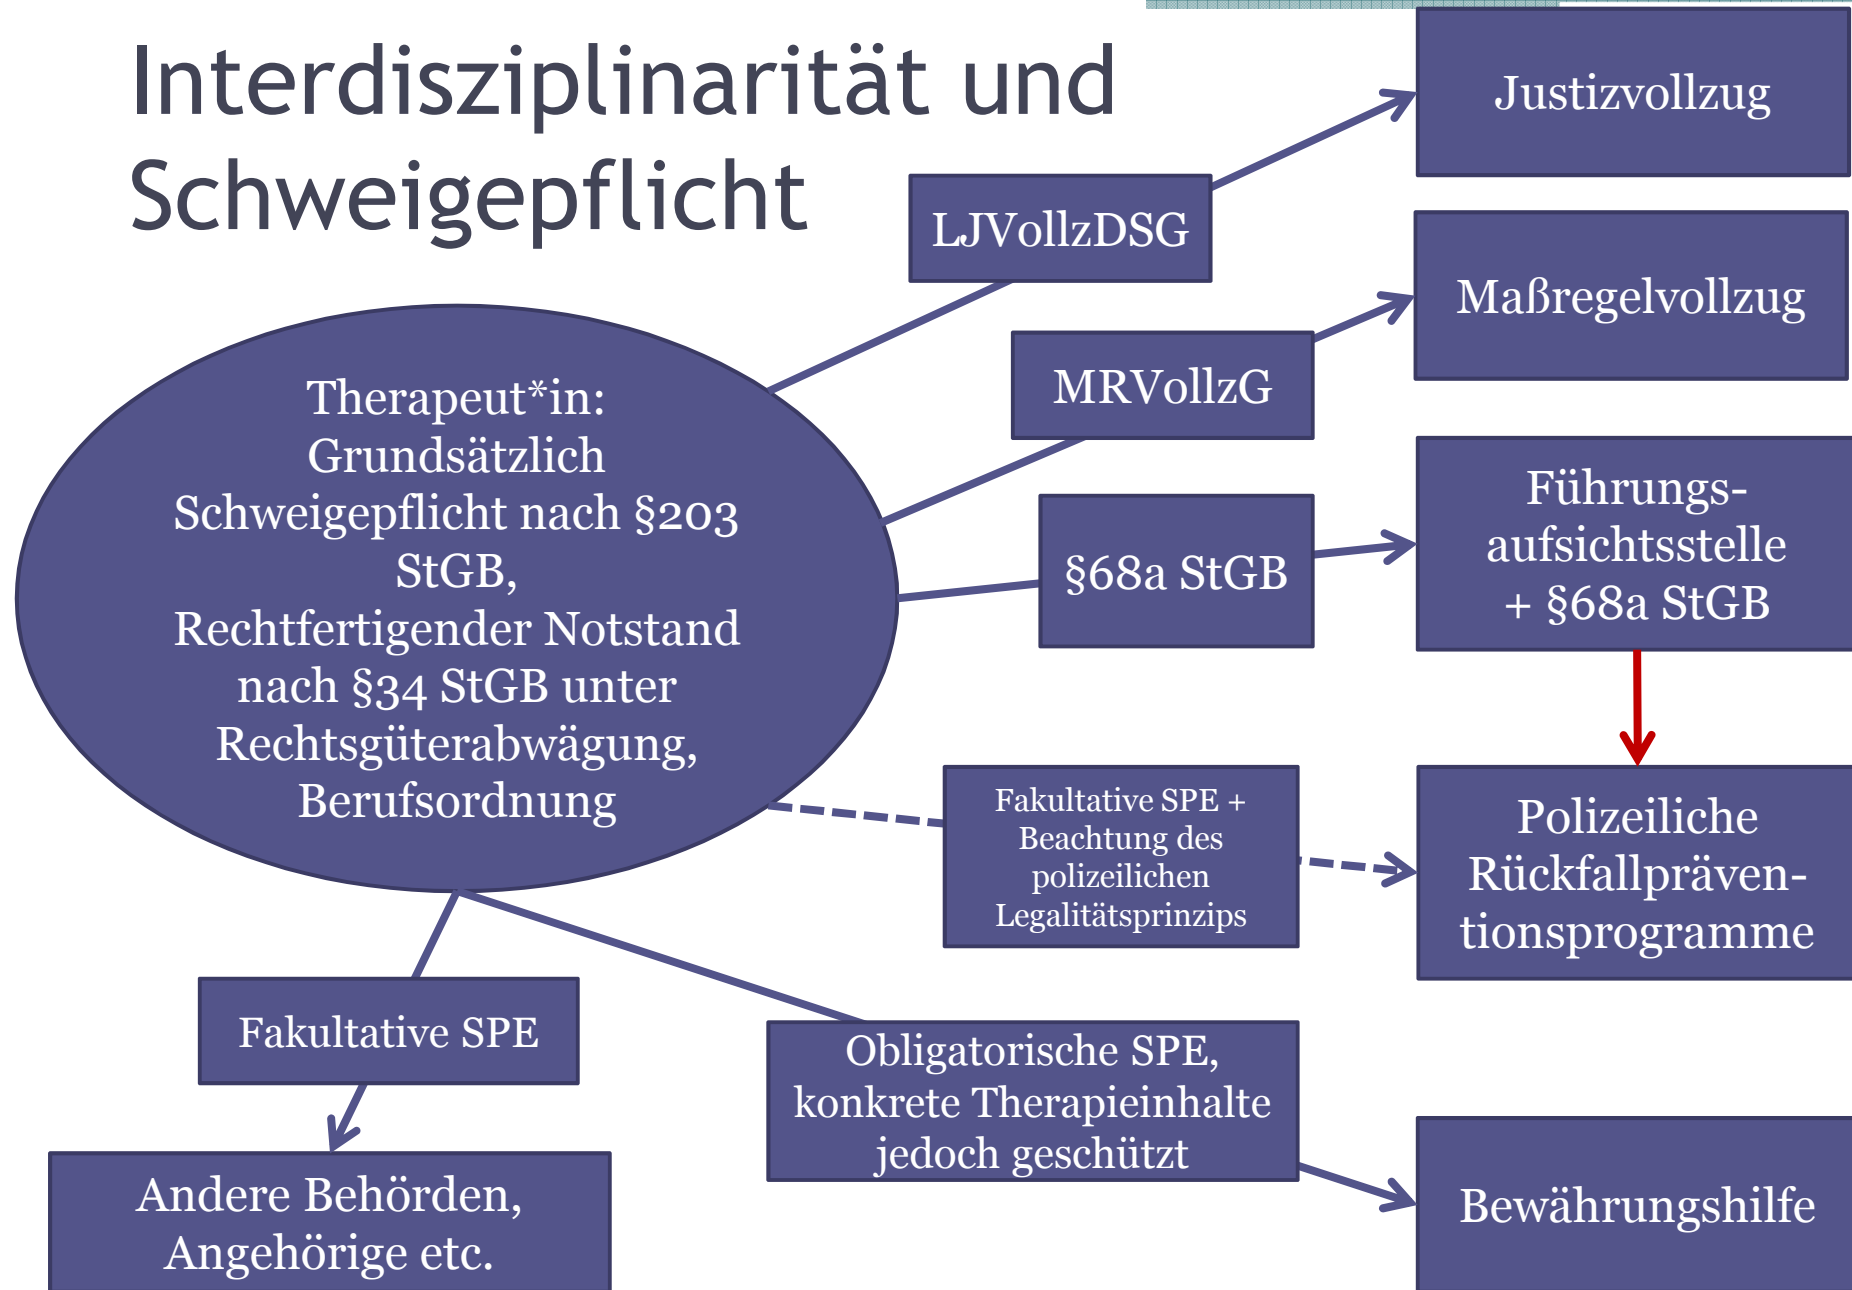 Interdisziplinarität und
Schweigepflicht
Justizvollzug
LJVollzDSG
Maßregelvollzug
MRVollzG
Therapeut*in:
Grundsätzlich
Schweigepflicht nach §203
StGB,
Rechtfertigender Notstand
nach §34 StGB unter
Rechtsgüterabwägung,
Berufsordnung
§68a StGB
Führungs-
aufsichtsstelle
+ §68a StGB
Fakultative SPE +
Beachtung des
polizeilichen
Legalitätsprinzips
Polizeiliche
Rückfallpräven-
tionsprogramme
Fakultative SPE
Obligatorische SPE,
konkrete Therapieinhalte
jedoch geschützt
Andere Behörden,
Angehörige etc.
Bewährungshilfe